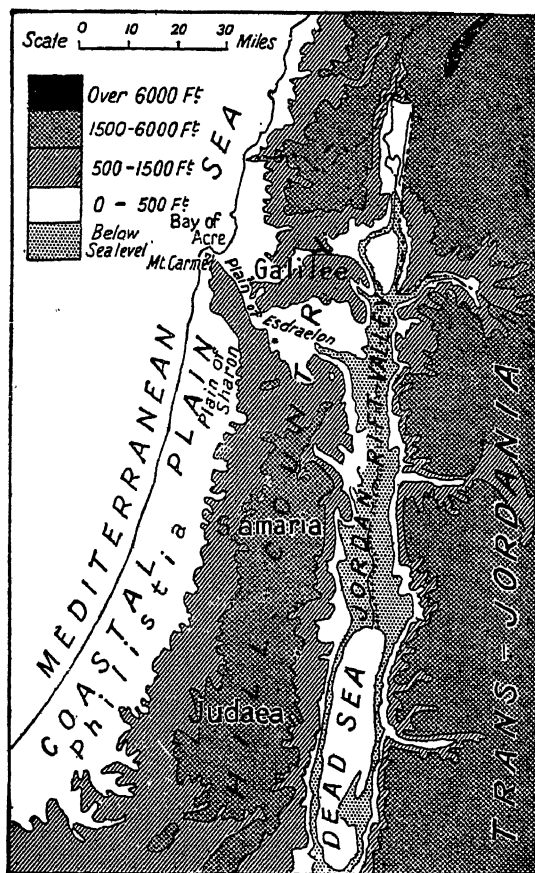 Scale 0 10 20 30 Miles
Over 6000 Ft
1500-6000 Ft
500-1500 Ft
0 - 500 Ft
Below
Sea level
MEDITERRANEAN SEA
Bay of
Acre
Mt. Carmel
Galilee
Plain of Esdraelon
COASTAL PLAIN
Plain of
Sharon
Philistia
HILL COUNTRY
Samaria
Judaea
JORDAN RIFT VALLEY
DEAD SEA
TRANS-JORDANIA